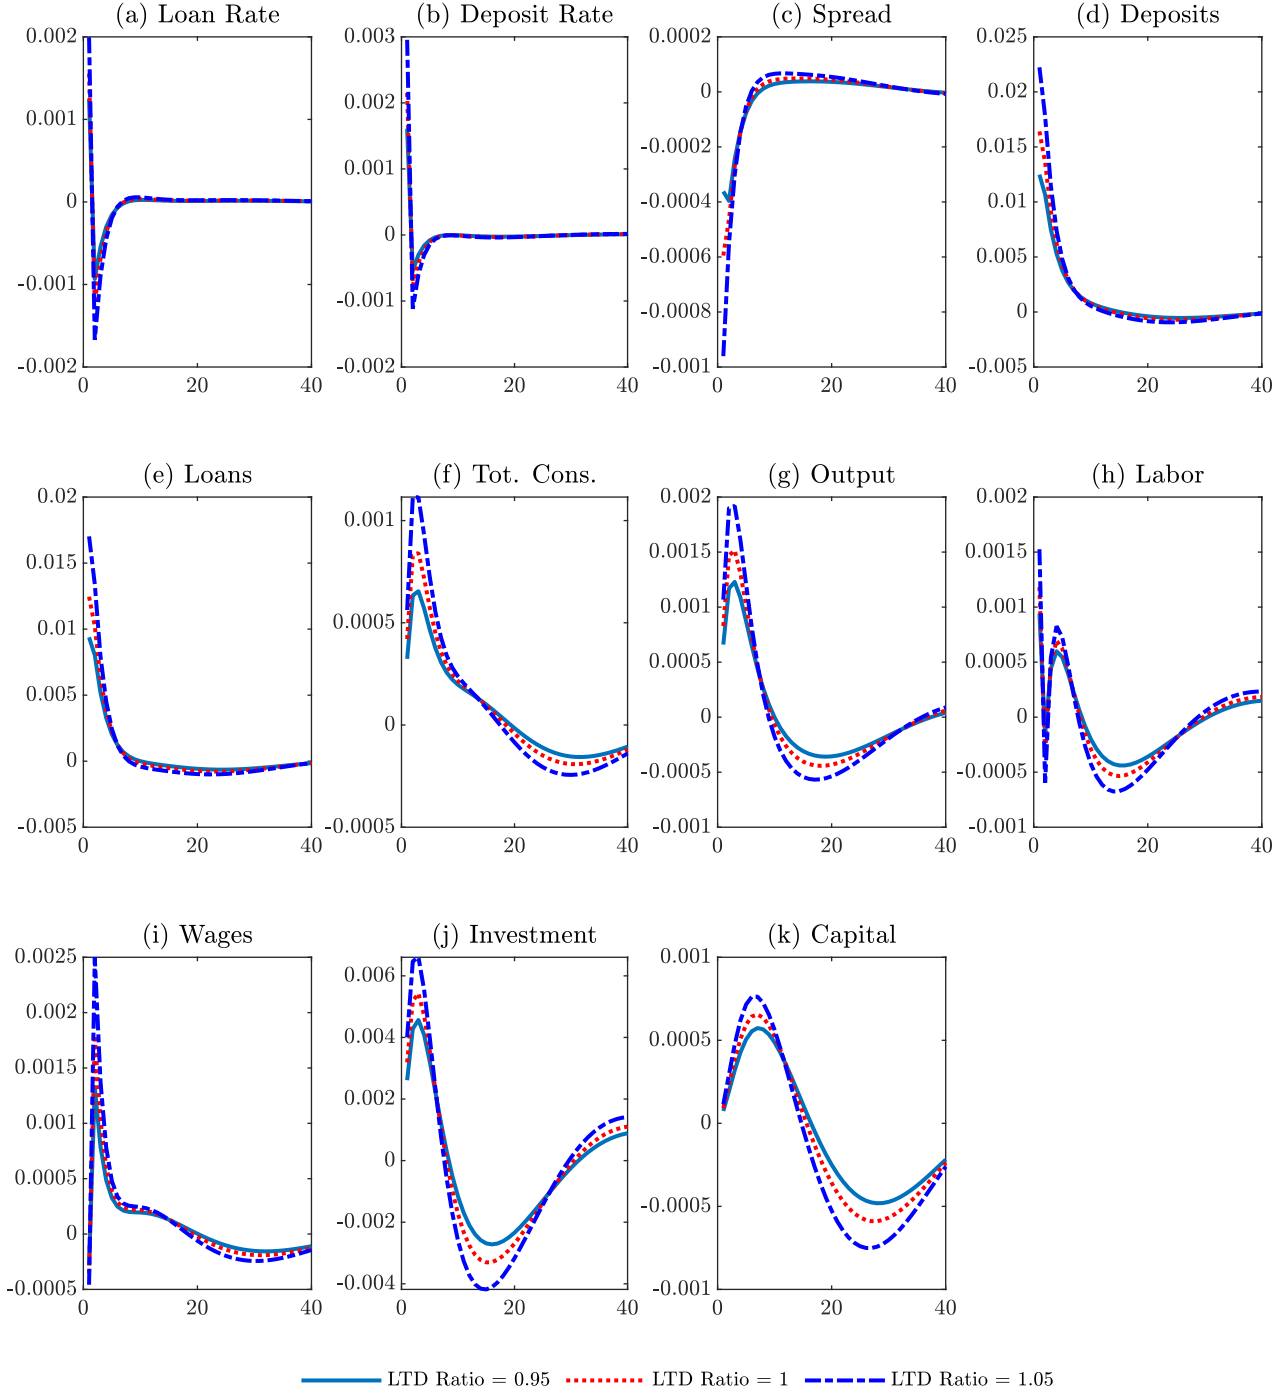 (a) Loan Rate
0.002
0.001
0
-0.001
-0.002
0 20 40
(b) Deposit Rate
0.003
0.002
0.001
0
-0.001
-0.002
0 20 40
(c) Spread
0.0002
0
-0.0002
-0.0004
-0.0006
-0.0008
-0.001
0 20 40
(d) Deposits
0.025
0.02
0.015
0.01
0.005
0
-0.005
0 20 40
(e) Loans
0.02
0.015
0.01
0.005
0
-0.005
0 20 40
(f) Tot. Cons.
0.001
0.0005
0
-0.0005
0 20 40
(g) Output
0.002
0.0015
0.001
0.0005
0
-0.0005
-0.001
0 20 40
(h) Labor
0.002
0.0015
0.001
0.0005
0
-0.0005
-0.001
0 20 40
(i) Wages
0.0025
0.002
0.0015
0.001
0.0005
0
-0.0005
0 20 40
(j) Investment
0.006
0.004
0.002
0
-0.002
-0.004
0 20 40
(k) Capital
0.001
0.0005
0
-0.0005
-0.001
0 20 40
LTD Ratio = 0.95 LTD Ratio = 1 LTD Ratio = 1.05